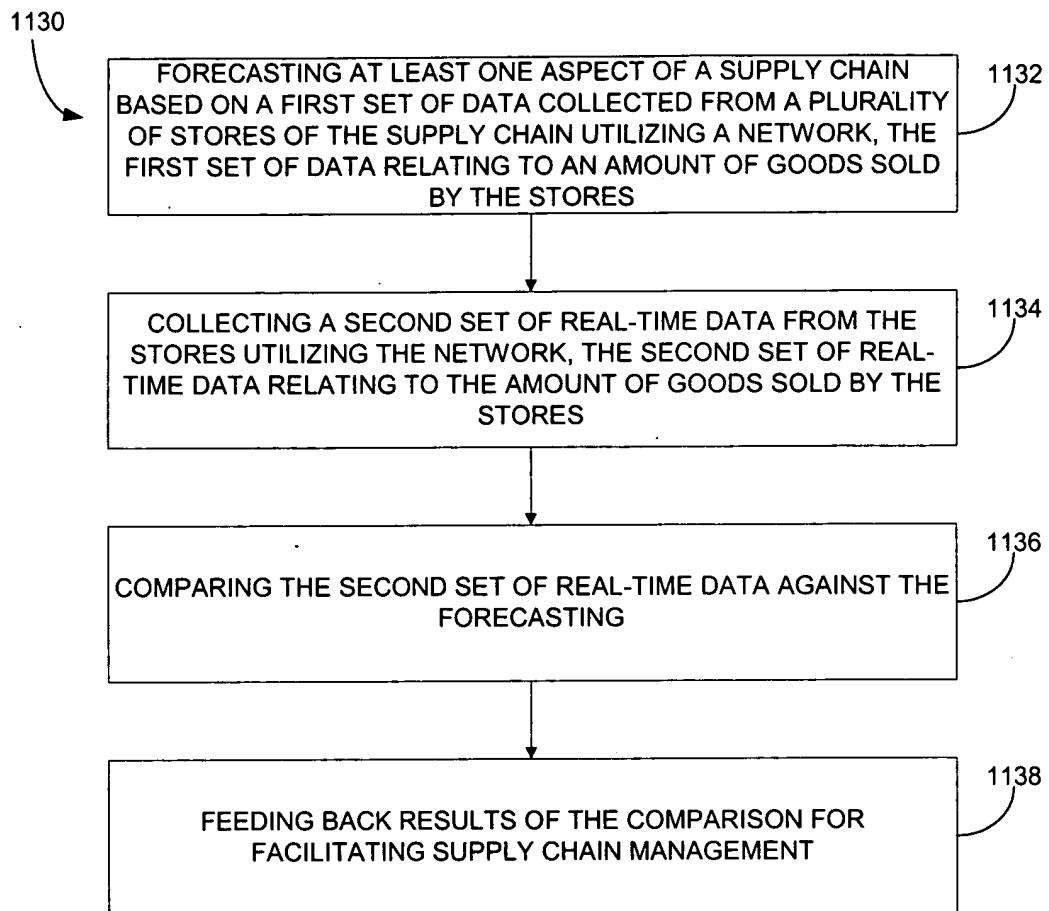 1130
FORECASTING AT LEAST ONE ASPECT OF A SUPPLY CHAIN
BASED ON A FIRST SET OF DATA COLLECTED FROM A PLURALITY
OF STORES OF THE SUPPLY CHAIN UTILIZING A NETWORK, THE
FIRST SET OF DATA RELATING TO AN AMOUNT OF GOODS SOLD
BY THE STORES
1132
COLLECTING A SECOND SET OF REAL-TIME DATA FROM THE
STORES UTILIZING THE NETWORK, THE SECOND SET OF REAL-
TIME DATA RELATING TO THE AMOUNT OF GOODS SOLD BY THE
STORES
1134
COMPARING THE SECOND SET OF REAL-TIME DATA AGAINST THE
FORECASTING
1136
FEEDING BACK RESULTS OF THE COMPARISON FOR
FACILITATING SUPPLY CHAIN MANAGEMENT
1138